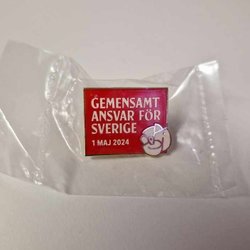 GEMENSAMT
ANSVAR FÖR
SVERIGE
1 MAJ 2024